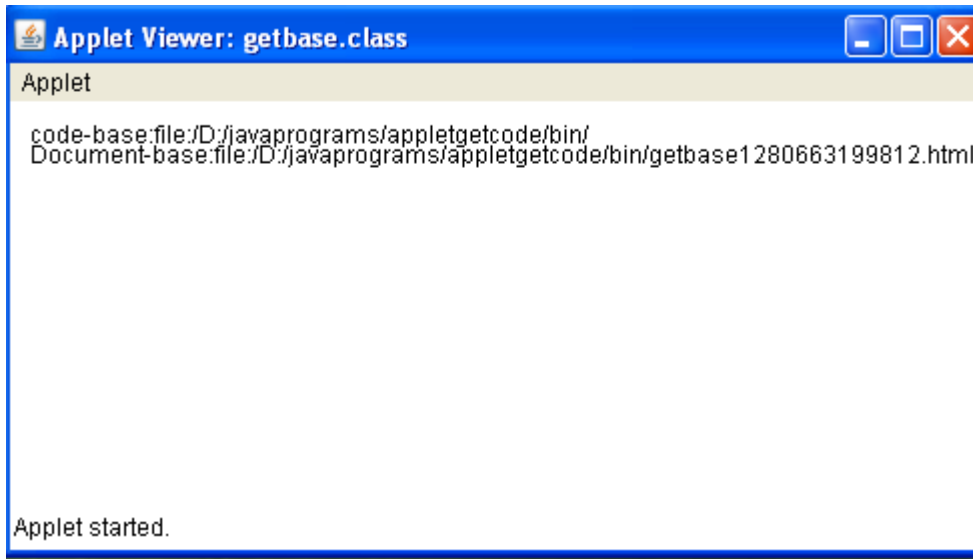 Applet Viewer: getbase.class
Applet
code-base:file:/D:/javaprograms/appletgetcode/bin/
Document-base:file:/D:/javaprograms/appletgetcode/bin/getbase1280663199812.html
Applet started.